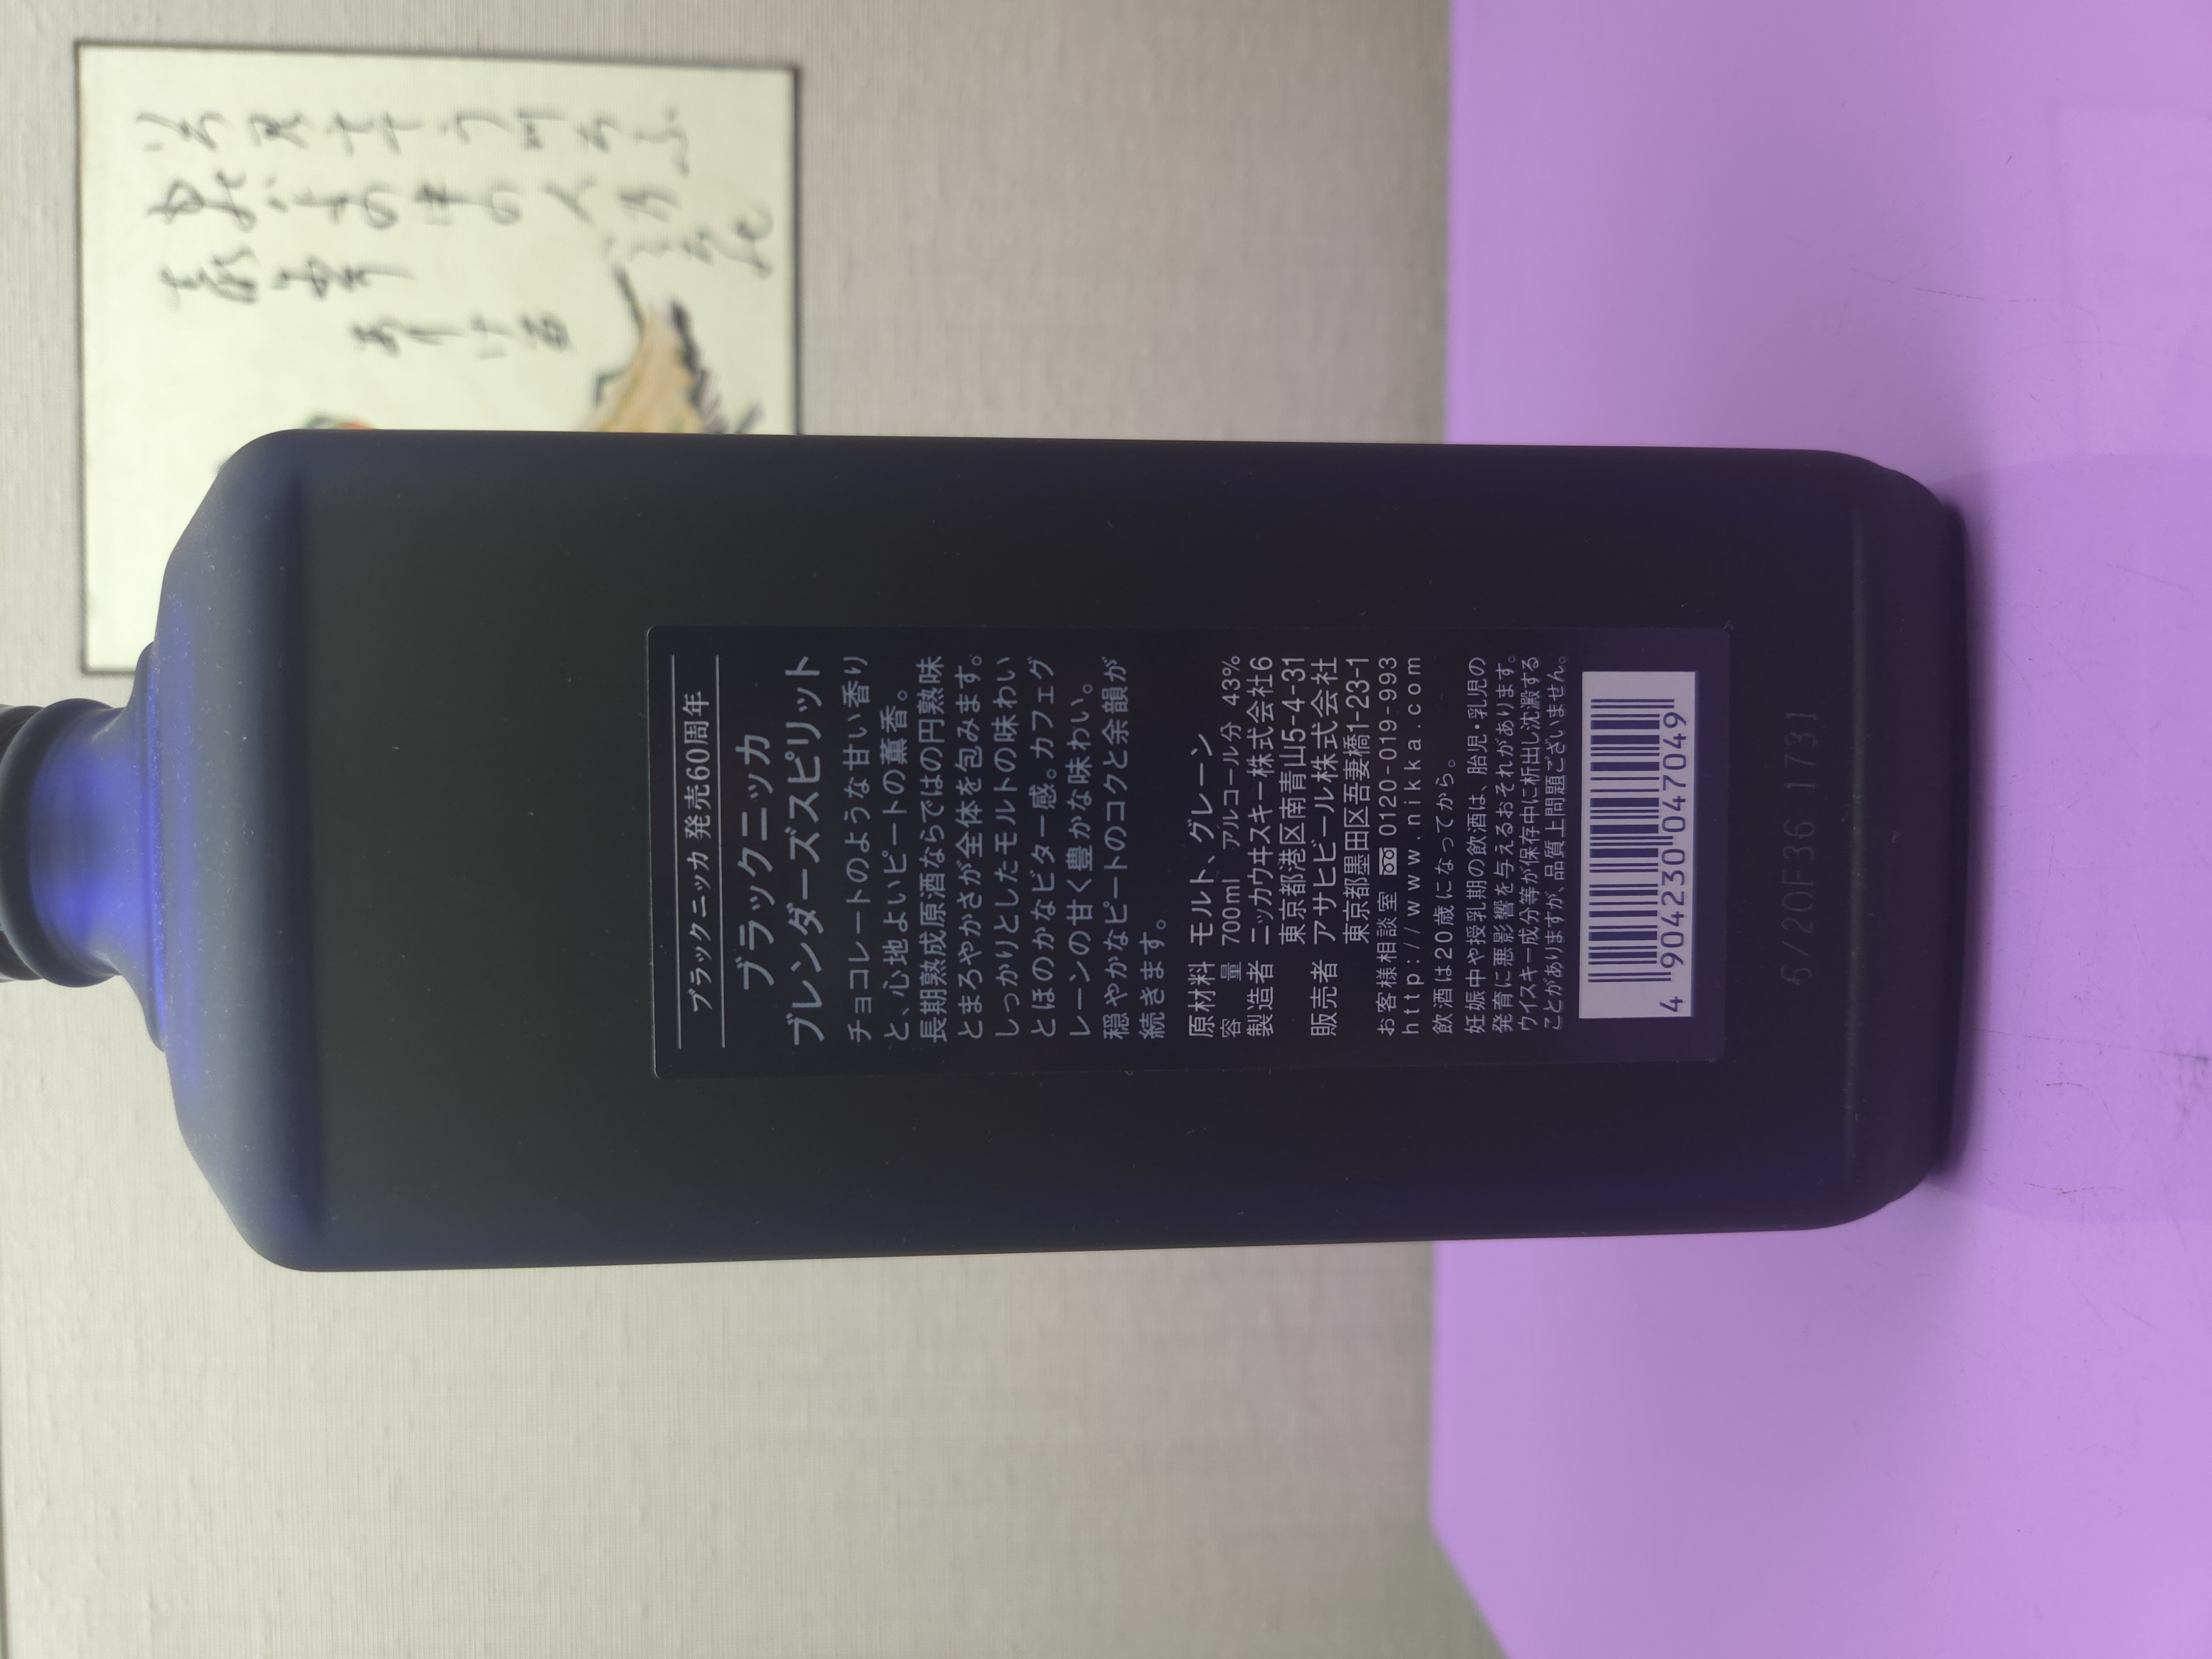 ブラックニッカ 発売60周年
ブラックニッカ
ブレンダーズスピリット
チョコレートのような甘い香り
と、心地よいピートの薫香。
長期熟成原酒ならではの円熟味
とまろやかさが全体を包みます。
しっかりとしたモルトの味わい
とほのかなビター感。カフェグ
レーンの甘く豊かな味わい。
穏やかなピートのコクと余韻が
続きます。
原材料 モルト、グレーン
容量 700ml アルコール分 43%
製造者 ニッカウヰスキー株式会社6
東京都港区南青山5-4-31
販売者 アサヒビール株式会社
東京都墨田区吾妻橋1-23-1
お客様相談室 0120-019-993
http://www.nikka.com
飲酒は20歳になってから。
妊娠中や授乳期の飲酒は、胎児・乳児の
発育に悪影響を与えるおそれがあります。
ウイスキー成分等が保存中に析出し沈澱する
ことがありますが、品質上問題ございません。
4 904230 047049
6/20F36 1731